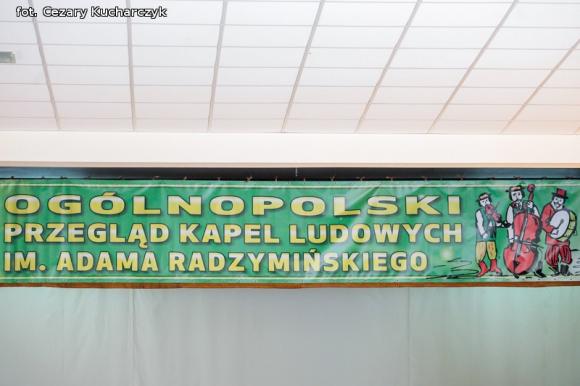 fot. Cezary Kucharczyk
OGÓLNOPOLSKI
PRZEGLĄD KAPEL LUDOWYCH
IM. ADAMA RADZYMIŃSKIEGO